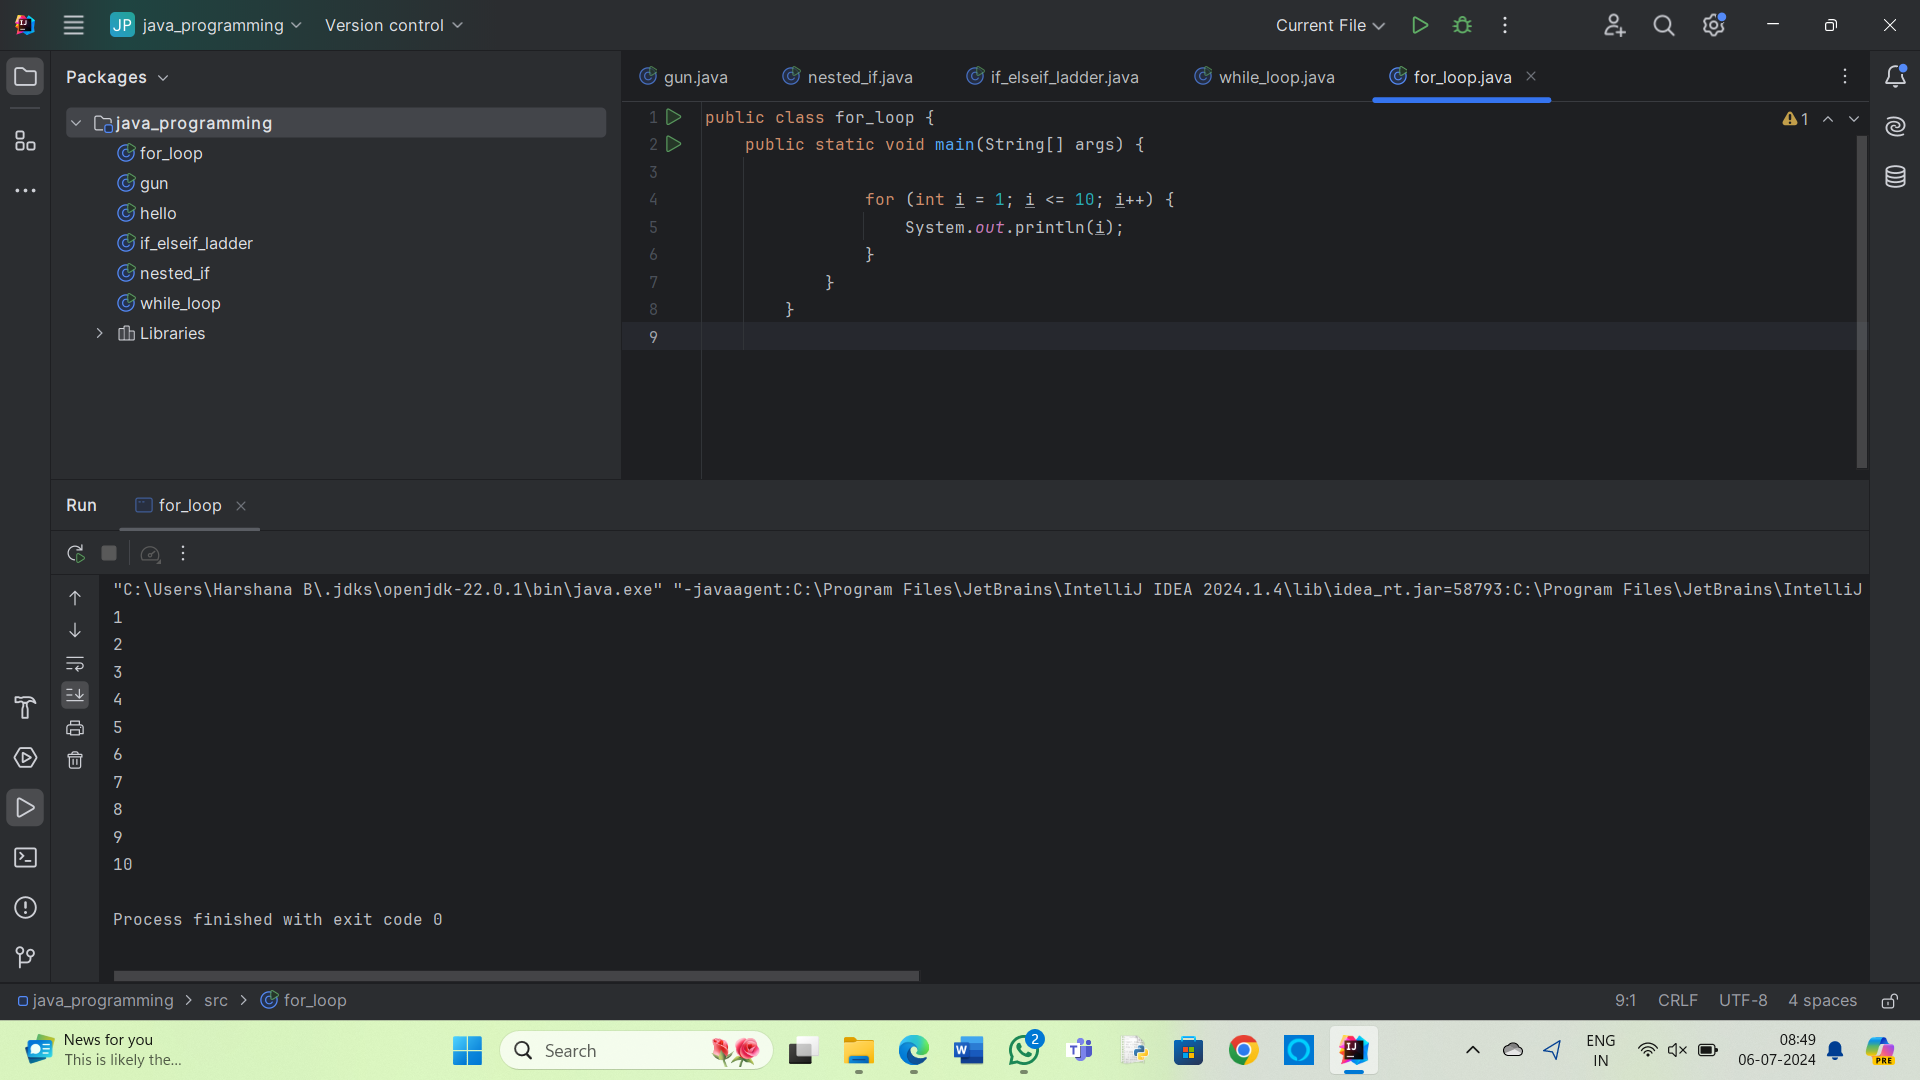 JP java_programming Version control Current File
Packages
java_programming
for_loop
gun
hello
if_elseif_ladder
nested_if
while_loop
Libraries
gun.java nested_if.java if_elseif_ladder.java while_loop.java for_loop.java
1 public class for_loop {
2 public static void main(String[] args) {
3
4 for (int i = 1; i <= 10; i++) {
5 System.out.println(i);
6 }
7 }
8 }
9
1
Run for_loop
"C:\Users\Harshana B\.jdks\openjdk-22.0.1\bin\java.exe" "-javaagent:C:\Program Files\JetBrains\IntelliJ IDEA 2024.1.4\lib\idea_rt.jar=58793:C:\Program Files\JetBrains\IntelliJ
1
2
3
4
5
6
7
8
9
10
Process finished with exit code 0
java_programming > src > for_loop 9:1 CRLF UTF-8 4 spaces
News for you
This is likely the...
Search
2
ENG
IN
08:49
06-07-2024
PRE